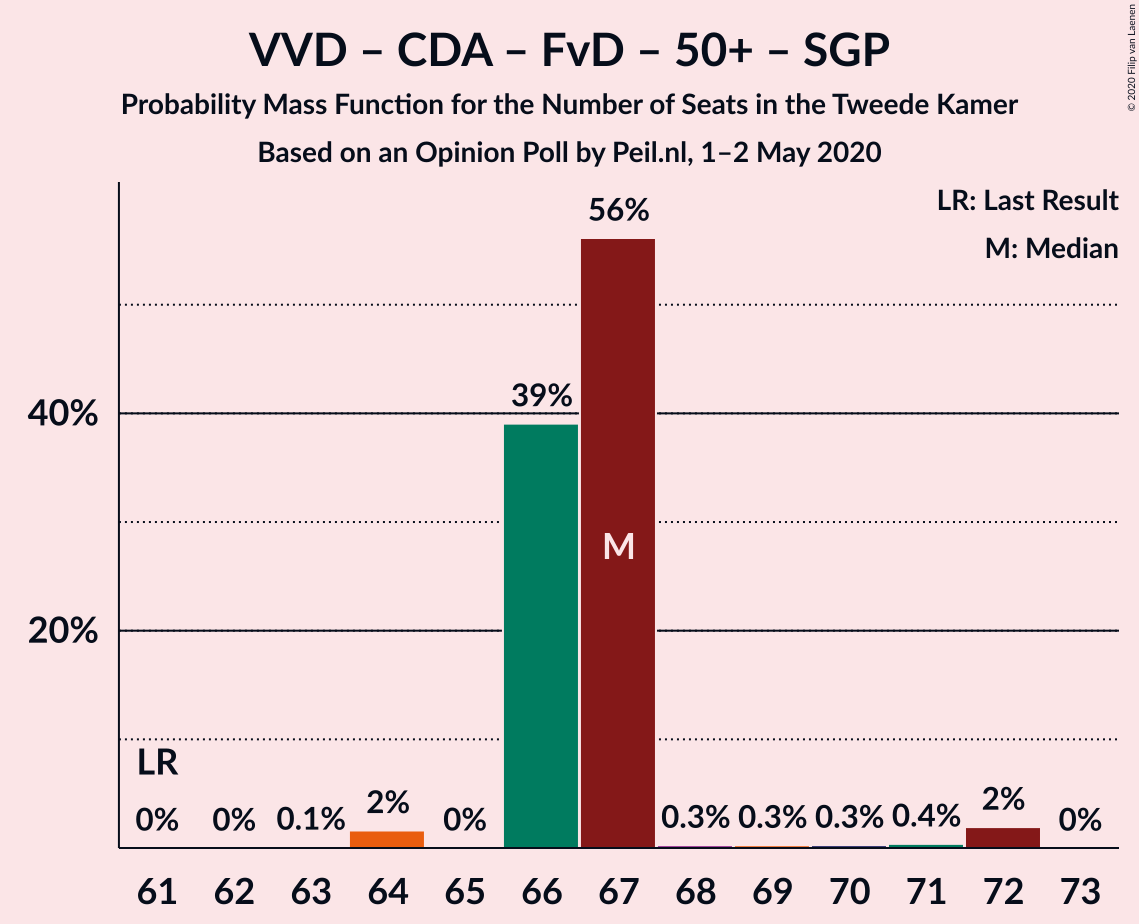 VVD – CDA – FvD – 50+ – SGP
Probability Mass Function for the Number of Seats in the Tweede Kamer
Based on an Opinion Poll by Peil.nl, 1–2 May 2020
© 2020 Filip van Laenen
LR: Last Result
M: Median
56%
39%
40%
M
20%
LR
0% 0% 0.1% 2% 0% 0.3% 0.3% 0.3% 0.4% 2% 0%
61 62 63 64 65 66 67 68 69 70 71 72 73